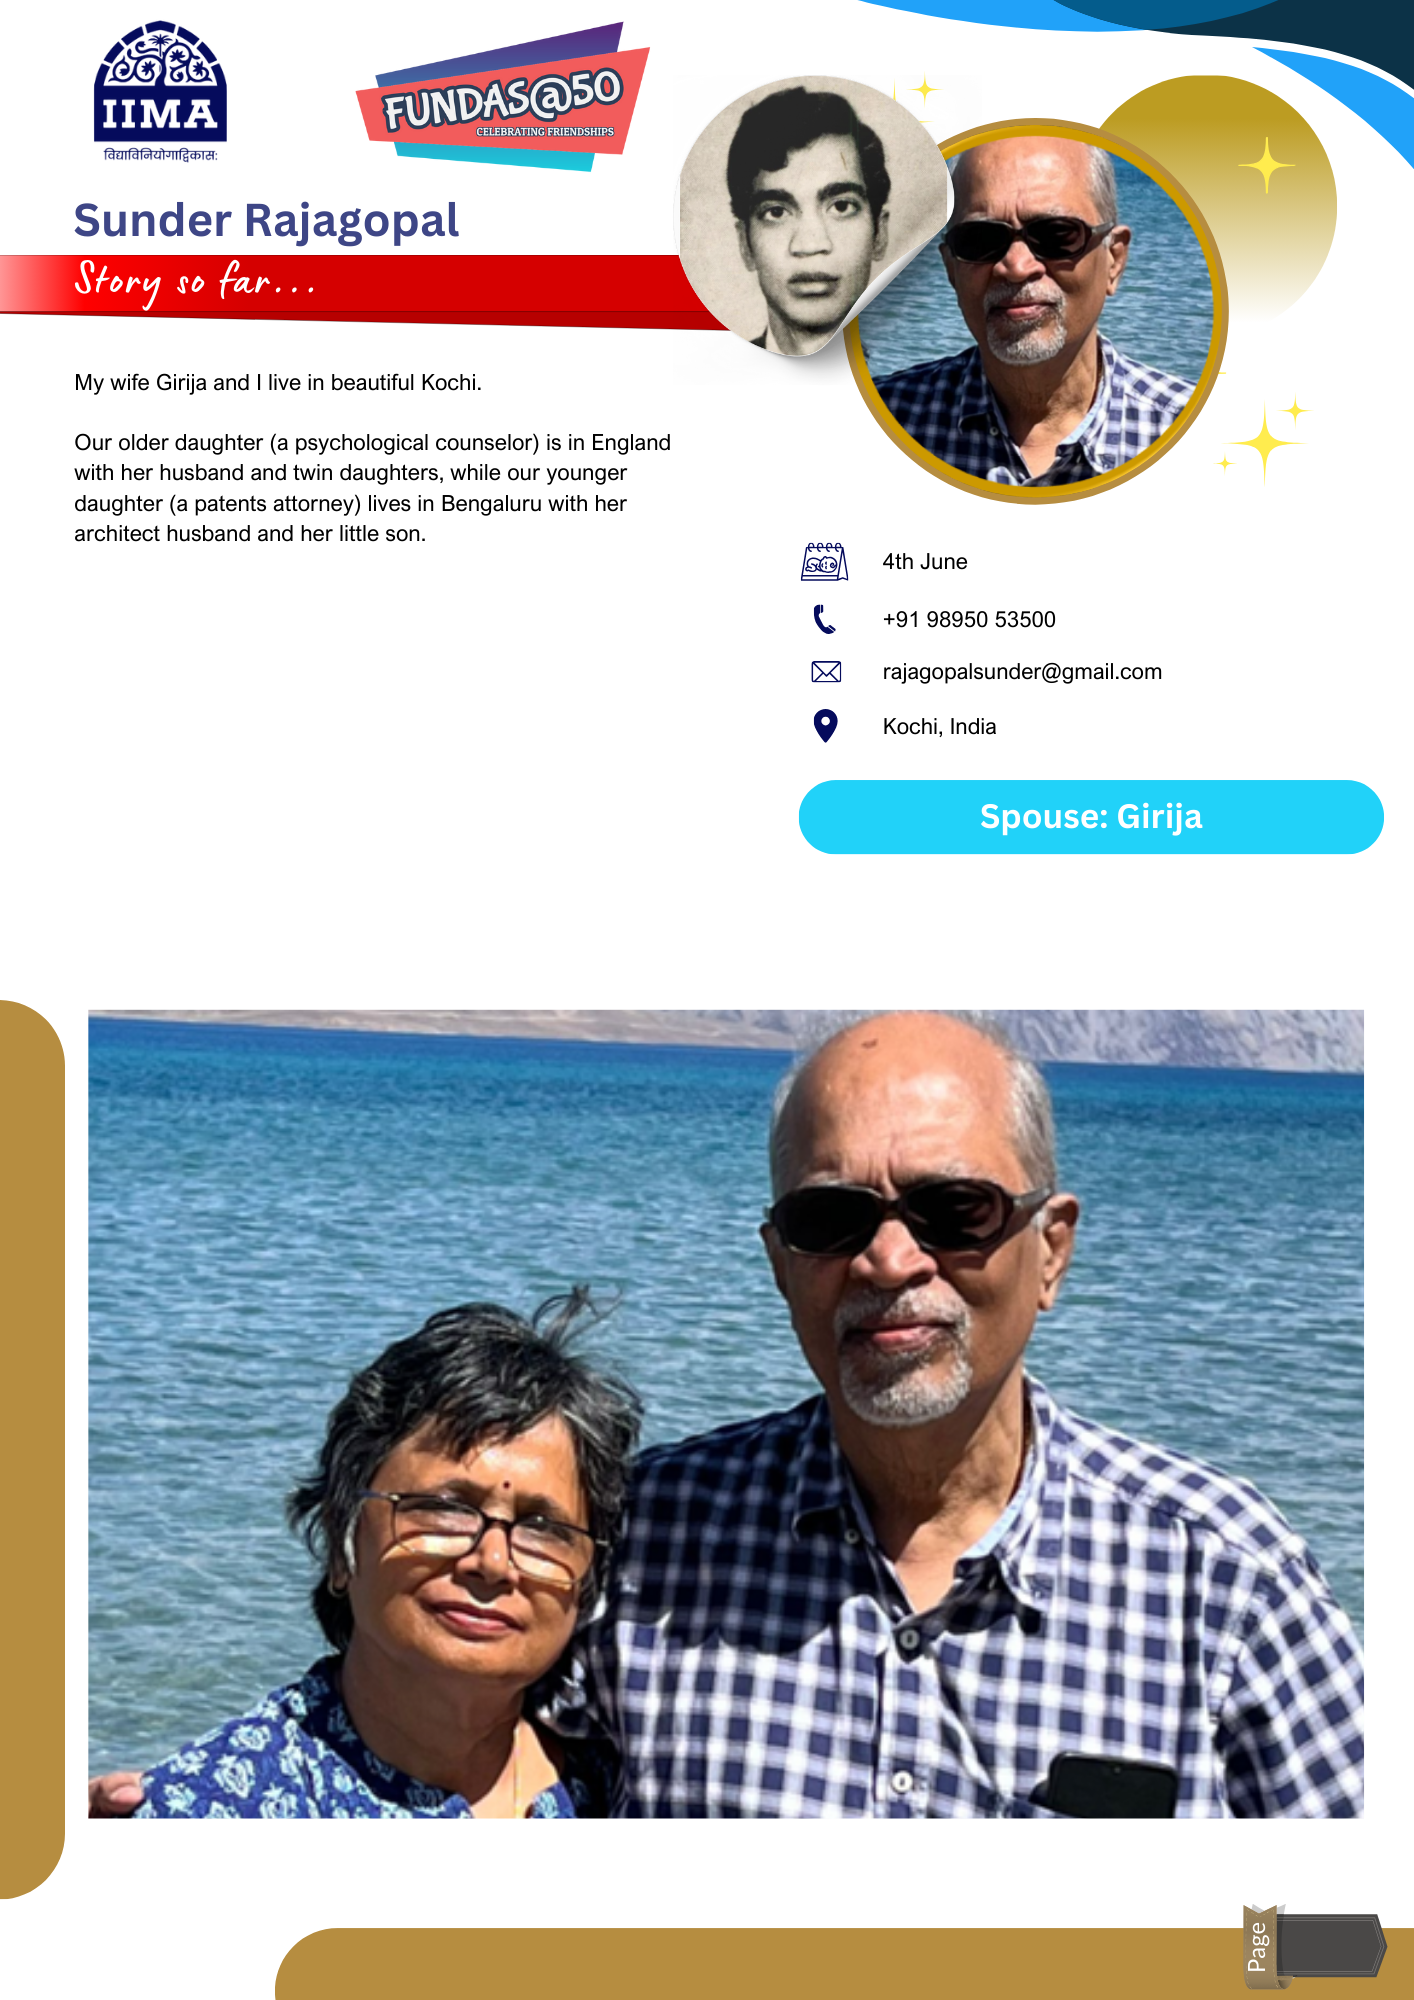 IIMA
विद्याविनियोगाद्विकास:
FUNDAS@50
CELEBRATING FRIENDSHIPS
Sunder Rajagopal
Story so far...
My wife Girija and I live in beautiful Kochi.
Our older daughter (a psychological counselor) is in England
with her husband and twin daughters, while our younger
daughter (a patents attorney) lives in Bengaluru with her
architect husband and her little son.
4th June
+91 98950 53500
rajagopalsunder@gmail.com
Kochi, India
Spouse: Girija
Page